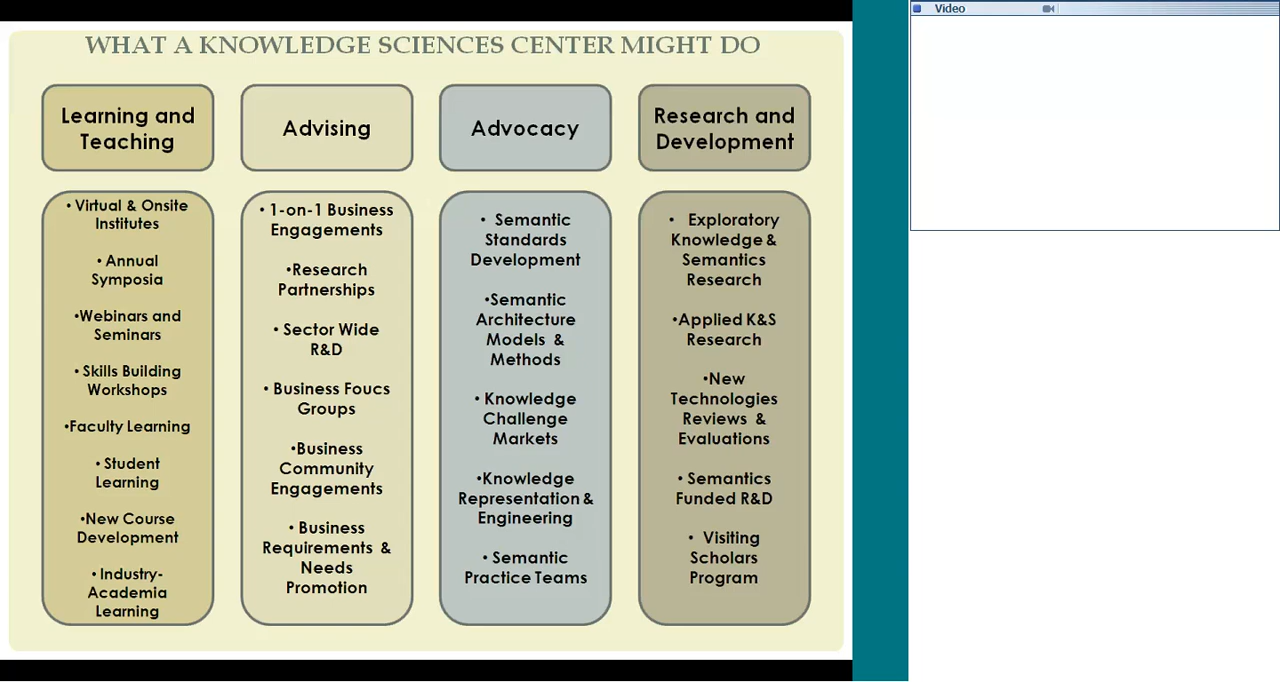 WHAT A KNOWLEDGE SCIENCES CENTER MIGHT DO
Learning and
Teaching
• Virtual & Onsite
Institutes
• Annual
Symposia
•Webinars and
Seminars
• Skills Building
Workshops
•Faculty Learning
• Student
Learning
•New Course
Development
• Industry-
Academia
Learning
Advising
• 1-on-1 Business
Engagements
•Research
Partnerships
• Sector Wide
R&D
• Business Foucs
Groups
•Business
Community
Engagements
• Business
Requirements &
Needs
Promotion
Advocacy
• Semantic
Standards
Development
•Semantic
Architecture
Models &
Methods
• Knowledge
Challenge
Markets
•Knowledge
Representation &
Engineering
• Semantic
Practice Teams
Research and
Development
• Exploratory
Knowledge &
Semantics
Research
•Applied K&S
Research
•New
Technologies
Reviews &
Evaluations
• Semantics
Funded R&D
• Visiting
Scholars
Program
Video